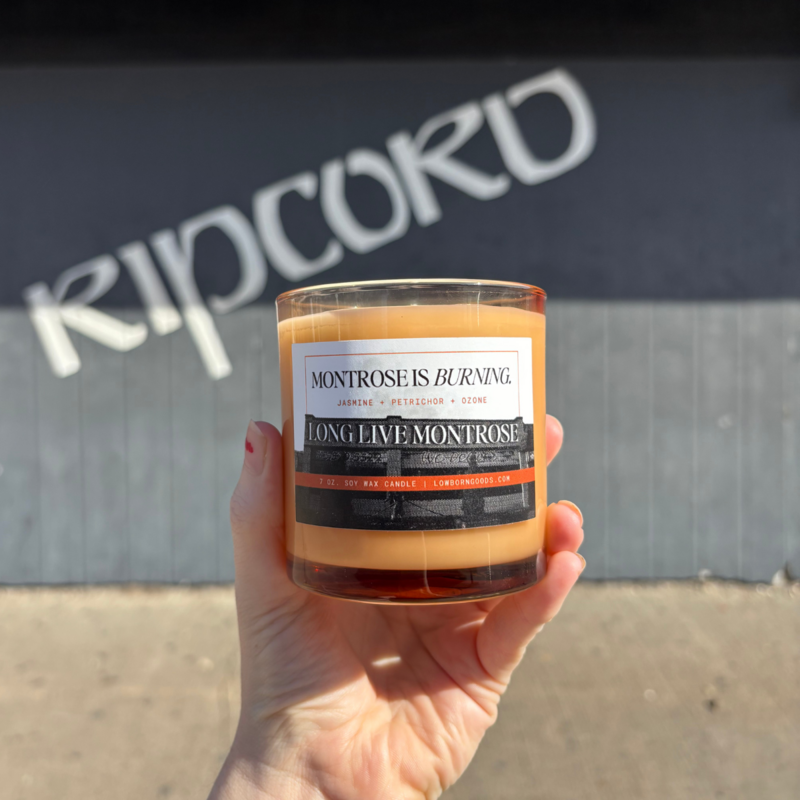 RIPCORD
MONTROSE IS BURNING.
JASMINE + PETRICHOR + OZONE
LONG LIVE MONTROSE
7 OZ. SOY WAX CANDLE | LOWBORNGOODS.COM